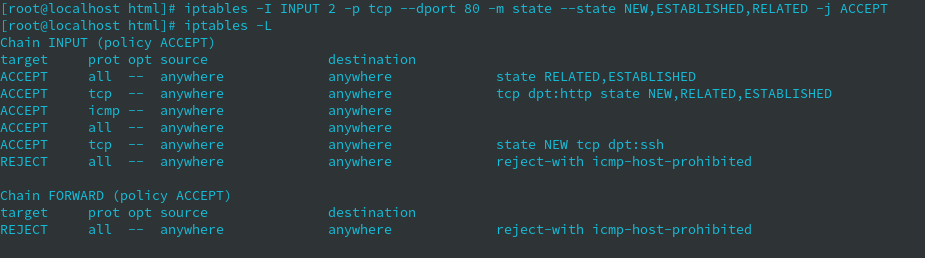 [root@localhost html]# iptables -I INPUT 2 -p tcp --dport 80 -m state --state NEW,ESTABLISHED,RELATED -j ACCEPT
[root@localhost html]# iptables -L
Chain INPUT (policy ACCEPT)
target     prot opt source               destination
ACCEPT     all  --  anywhere             anywhere             state RELATED,ESTABLISHED
ACCEPT     tcp  --  anywhere             anywhere             tcp dpt:http state NEW,RELATED,ESTABLISHED
ACCEPT     icmp --  anywhere             anywhere
ACCEPT     all  --  anywhere             anywhere
ACCEPT     tcp  --  anywhere             anywhere             state NEW tcp dpt:ssh
REJECT     all  --  anywhere             anywhere             reject-with icmp-host-prohibited
Chain FORWARD (policy ACCEPT)
target     prot opt source               destination
REJECT     all  --  anywhere             anywhere             reject-with icmp-host-prohibited